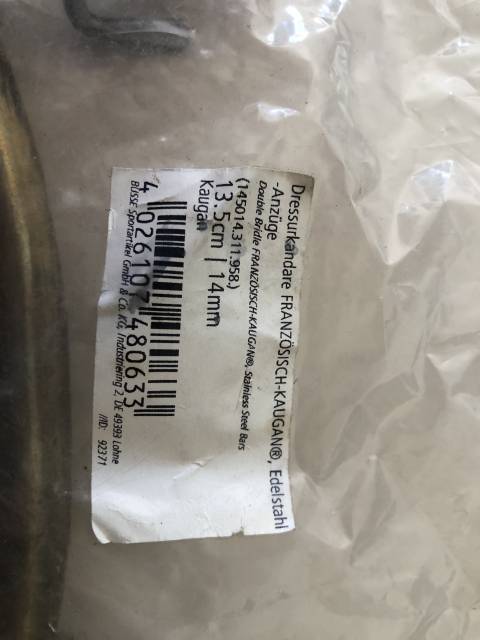 Dressurkandare FRANZÖSISCH-KAUGAN®, Edelstahl
-Anzüge
Double Bridle FRANZÖSISCH-KAUGAN®, Stainless Steel Bars
(145014.311.958.)
13.5cm | 14mm
Kaugan
4 026107 480633
BUSSE Sportartikel GmbH & Co. KG, Industriering 2, DE 49393 Lohne
//ID: 92371